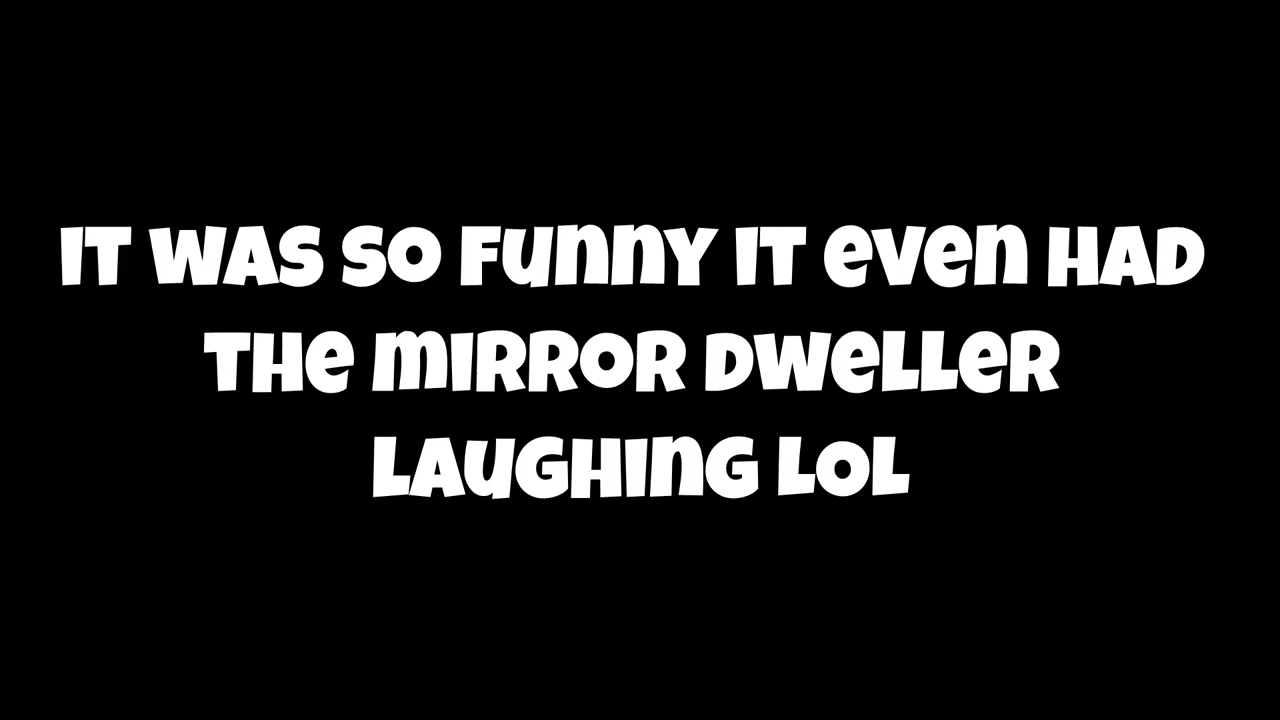 IT WAS SO FUNNY IT EVEN HAD
THE MIRROR DWELLER
LAUGHING LOL